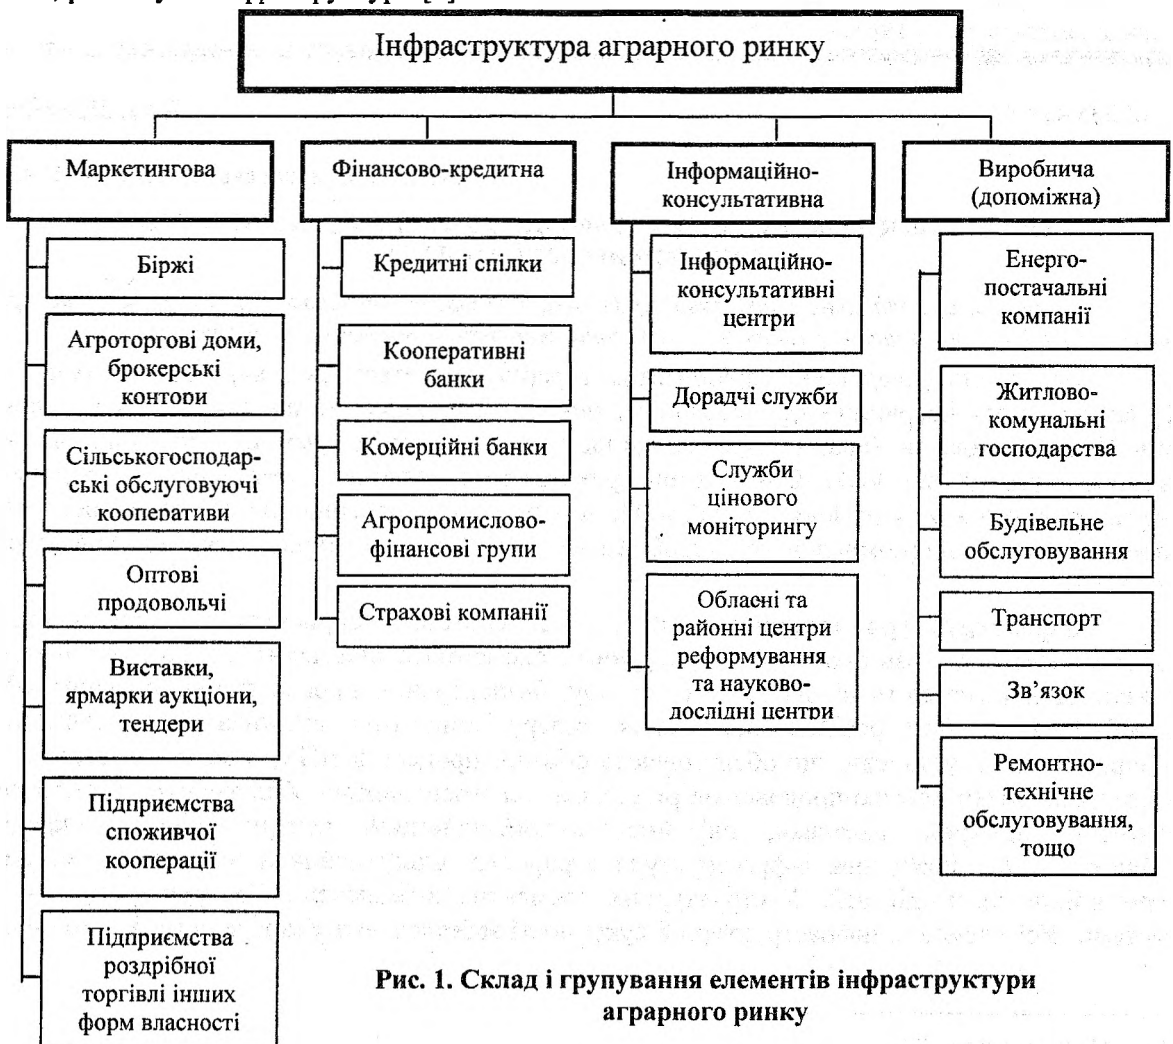 Інфраструктура аграрного ринку
Маркетингова
Біржі
Агроторгові доми,
брокерські
контори
Сільськогосподар-
ські обслуговуючі
кооперативи
Оптові
продовольчі
Виставки,
ярмарки аукціони,
тендери
Підприємства
споживчої
кооперації
Підприємства
роздрібної
торгівлі інших
форм власності
Фінансово-кредитна
Кредитні спілки
Кооперативні
банки
Комерційні банки
Агропромислово-
фінансові групи
Страхові компанії
Інформаційно-
консультативна
Інформаційно-
консультативні
центри
Дорадчі служби
Служби
цінового
моніторингу
Обласні та
районні центри
реформування
та науково-
дослідні центри
Виробнича
(допоміжна)
Енерго-
постачальні
компанії
Житлово-
комунальні
господарства
Будівельне
обслуговування
Транспорт
Зв’язок
Ремонтно-
технічне
обслуговування,
тощо
Рис. 1. Склад і групування елементів інфраструктури
аграрного ринку